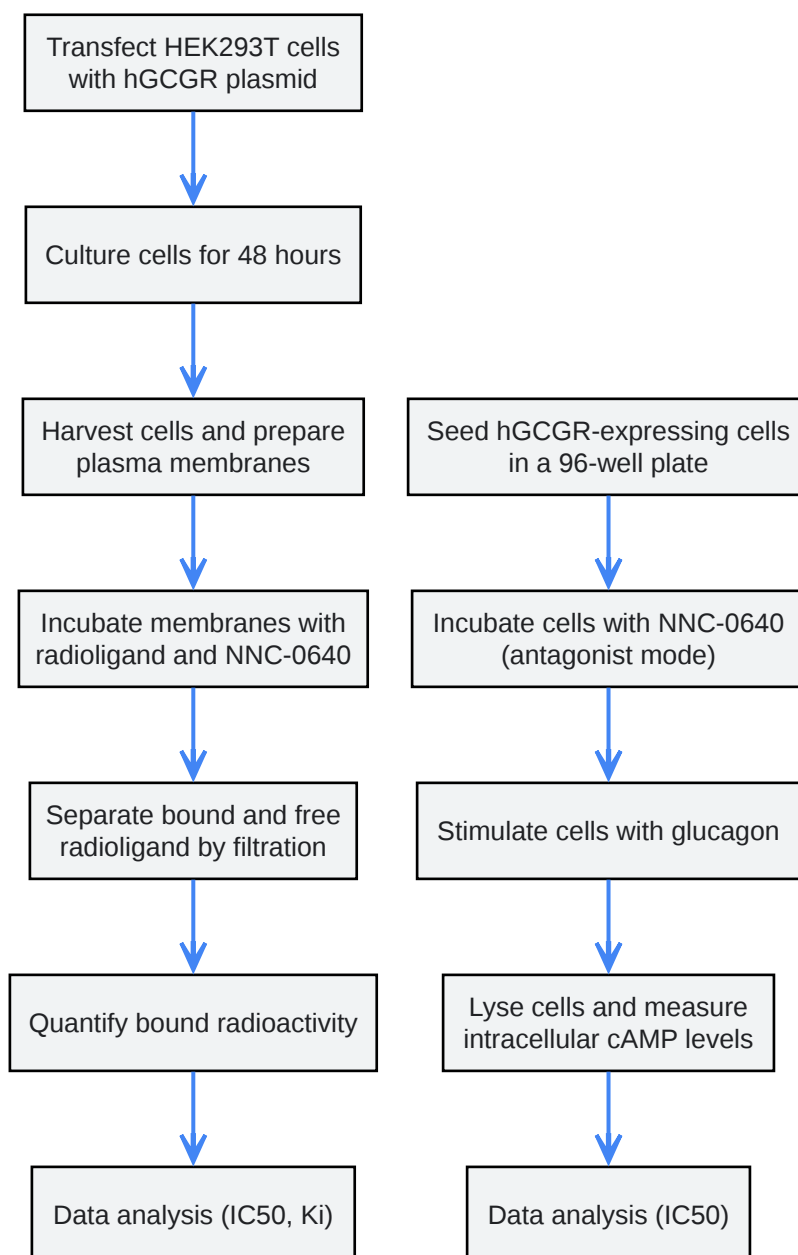 Transfect HEK293T cells
with hGCGR plasmid
Culture cells for 48 hours
Harvest cells and prepare
plasma membranes
Incubate membranes with
radioligand and NNC-0640
Separate bound and free
radioligand by filtration
Quantify bound radioactivity
Data analysis (IC50, Ki)
Seed hGCGR-expressing cells
in a 96-well plate
Incubate cells with NNC-0640
(antagonist mode)
Stimulate cells with glucagon
Lyse cells and measure
intracellular cAMP levels
Data analysis (IC50)